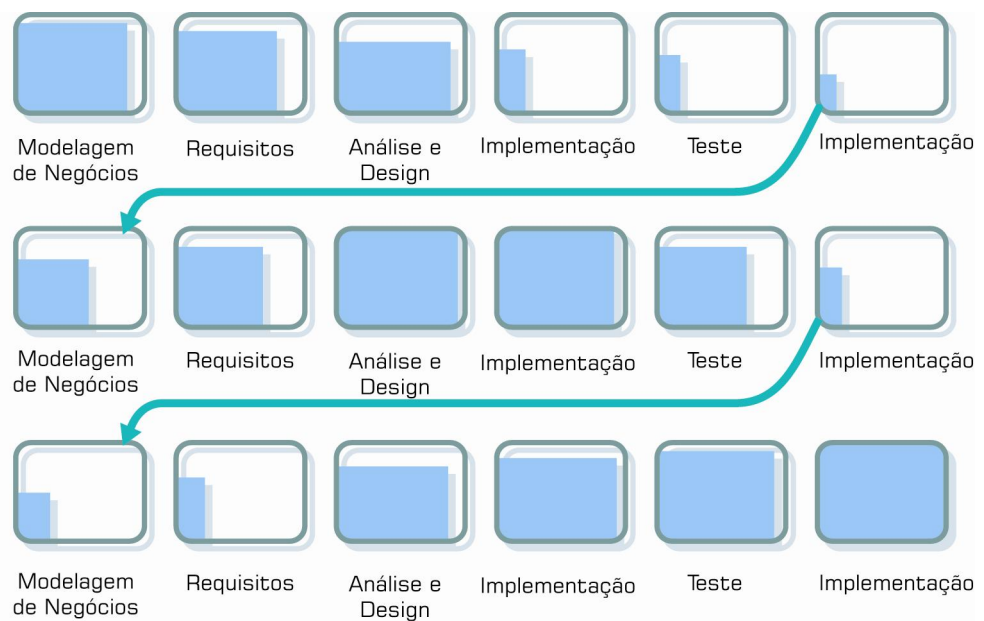 Modelagem
de Negócios
Requisitos
Análise e
Design
Implementação
Teste
Implementação
Modelagem
de Negócios
Requisitos
Análise e
Design
Implementação
Teste
Implementação
Modelagem
de Negócios
Requisitos
Análise e
Design
Implementação
Teste
Implementação